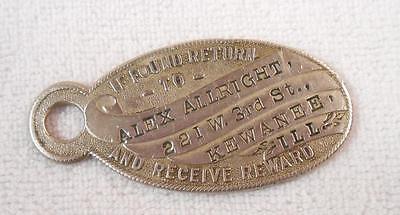 IF FOUND RETURN
- TO -
ALEX ALLRIGHT,
221 W. 3rd St.,
KEWANEE,
ILL
AND RECEIVE REWARD